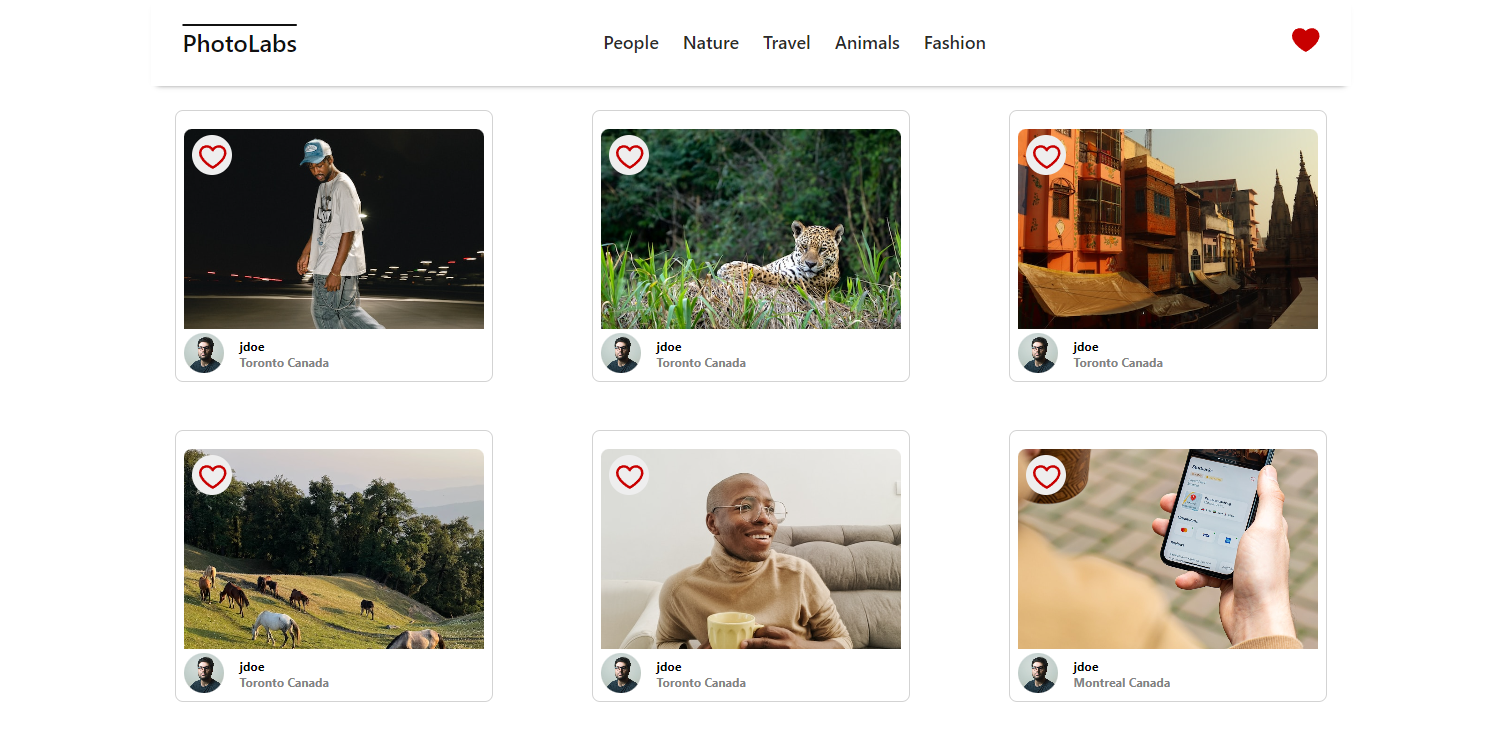 PhotoLabs
People Nature Travel Animals Fashion
jdoe
Toronto Canada
jdoe
Toronto Canada
jdoe
Toronto Canada
jdoe
Toronto Canada
jdoe
Toronto Canada
VISA
jdoe
Montreal Canada